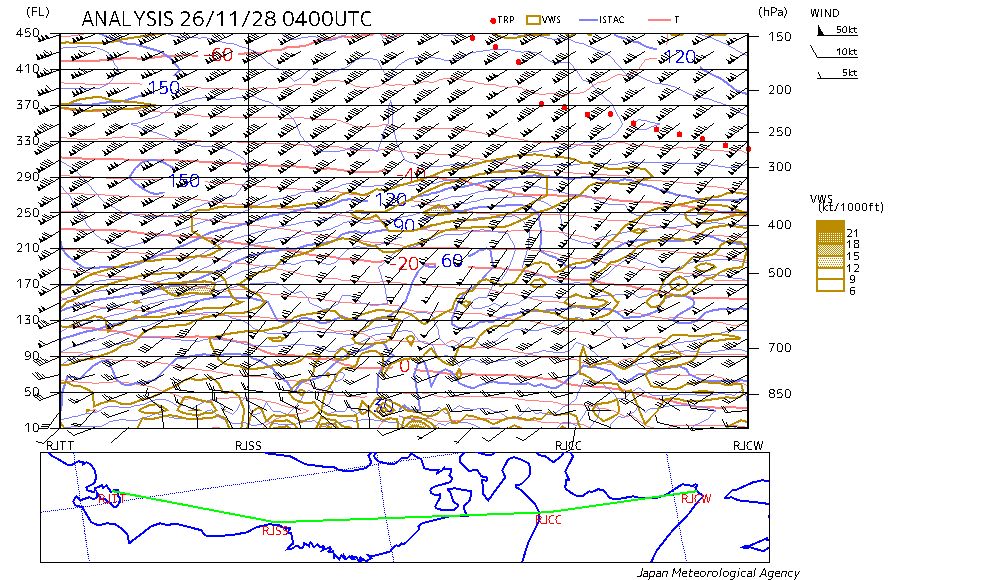 (FL) ANALYSIS 26/11/28 0400UTC TRP VWS ISTAC T (hPa) WIND
450 150 50kt
-60 120
410 10kt
5kt
150 200
370
250
330
300
-40
290 150
120 VWS
(kt/1000ft)
250 90 400
21
210 18
-20 60 15
500 12
170 9
6
130
700
90
0
50 850
30
10
RJTT RJSS RJCC RJCW
RJTT RJCW
RJSS RJCC
Japan Meteorological Agency